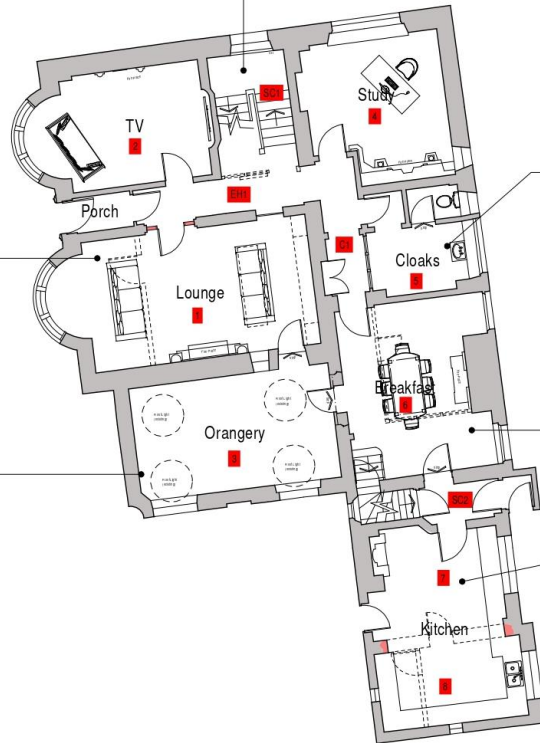 SC1
Study
4
TV
2
EH1
Porch
C1
Cloaks
5
Lounge
1
Breakfast
6
Orangery
3
SC2
7
Kitchen
8